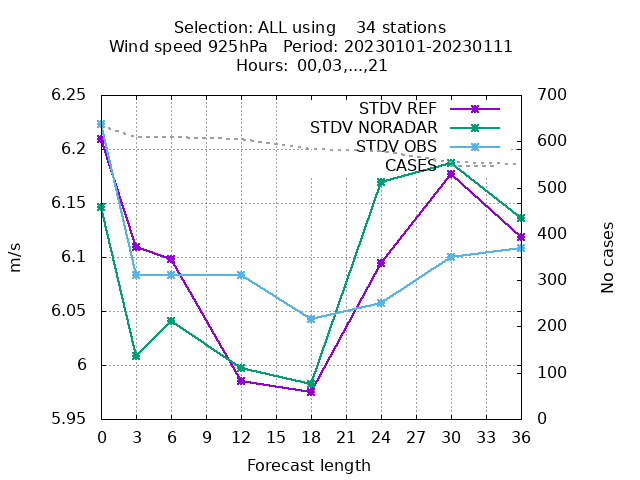 Selection: ALL using    34 stations
Wind speed 925hPa   Period: 20230101-20230111
Hours: 00,03,...,21
6.25
6.2
6.15
6.1
6.05
6
5.95
m/s
STDV REF
STDV NORADAR
STDV OBS
CASES
700
600
500
400
300
200
100
0
No cases
0 3 6 9 12 15 18 21 24 27 30 33 36
Forecast length